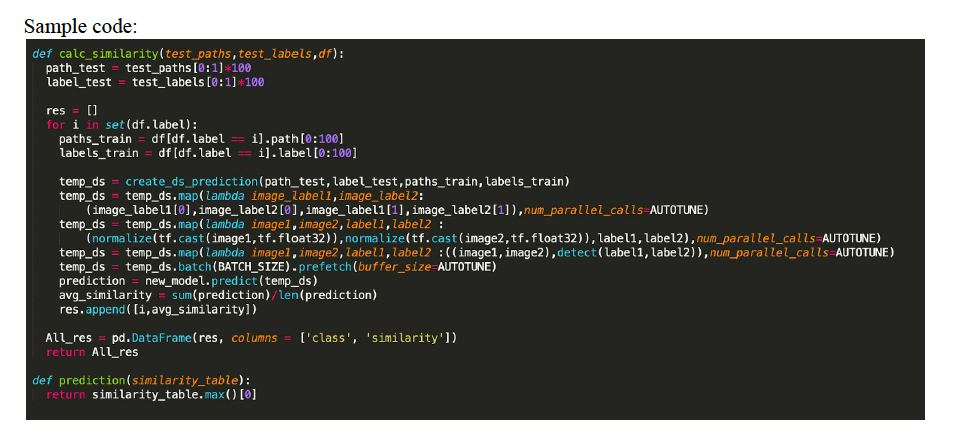 Sample code:
def calc_similarity(test_paths,test_labels,df):
  path_test = test_paths[0:1]*100
  label_test = test_labels[0:1]*100
  res = []
  for i in set(df.label):
    paths_train = df[df.label == i].path[0:100]
    labels_train = df[df.label == i].label[0:100]
    temp_ds = create_ds_prediction(path_test,label_test,paths_train,labels_train)
    temp_ds = temp_ds.map(lambda image_label1,image_label2:
        (image_label1[0],image_label2[0],image_label1[1],image_label2[1]),num_parallel_calls=AUTOTUNE)
    temp_ds = temp_ds.map(lambda image1,image2,label1,label2 :
        (normalize(tf.cast(image1,tf.float32)),normalize(tf.cast(image2,tf.float32)),label1,label2),num_parallel_calls=AUTOTUNE)
    temp_ds = temp_ds.map(lambda image1,image2,label1,label2 :((image1,image2),detect(label1,label2)),num_parallel_calls=AUTOTUNE)
    temp_ds = temp_ds.batch(BATCH_SIZE).prefetch(buffer_size=AUTOTUNE)
    prediction = new_model.predict(temp_ds)
    avg_similarity = sum(prediction)/len(prediction)
    res.append([i,avg_similarity])
  All_res = pd.DataFrame(res, columns = ['class', 'similarity'])
  return All_res
def prediction(similarity_table):
  return similarity_table.max()[0]